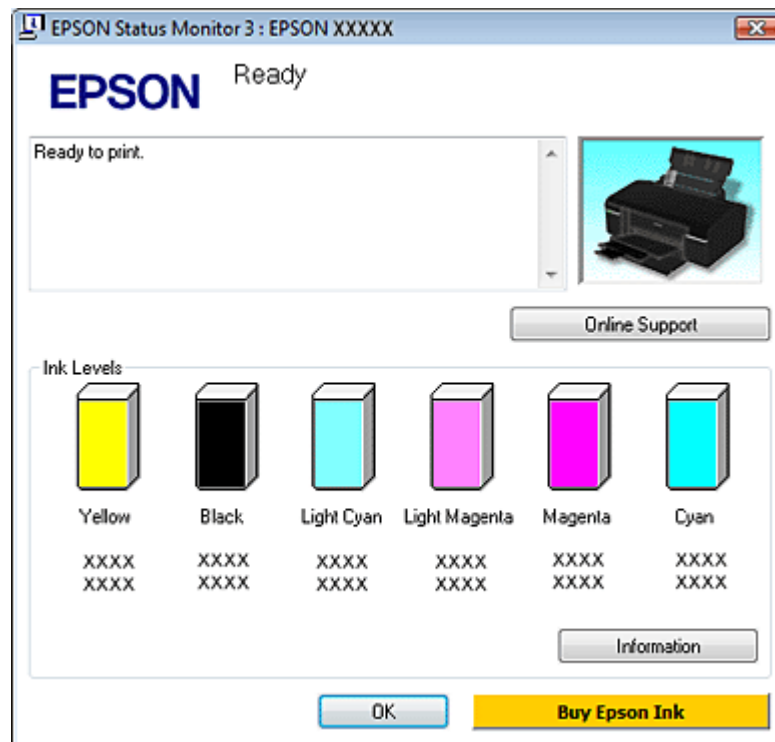 EPSON Status Monitor 3 : EPSON XXXXX
EPSON
Ready
Ready to print.
Online Support
Ink Levels
Yellow Black Light Cyan Light Magenta Magenta Cyan
XXXX XXXX XXXX XXXX XXXX XXXX
XXXX XXXX XXXX XXXX XXXX XXXX
Information
OK Buy Epson Ink